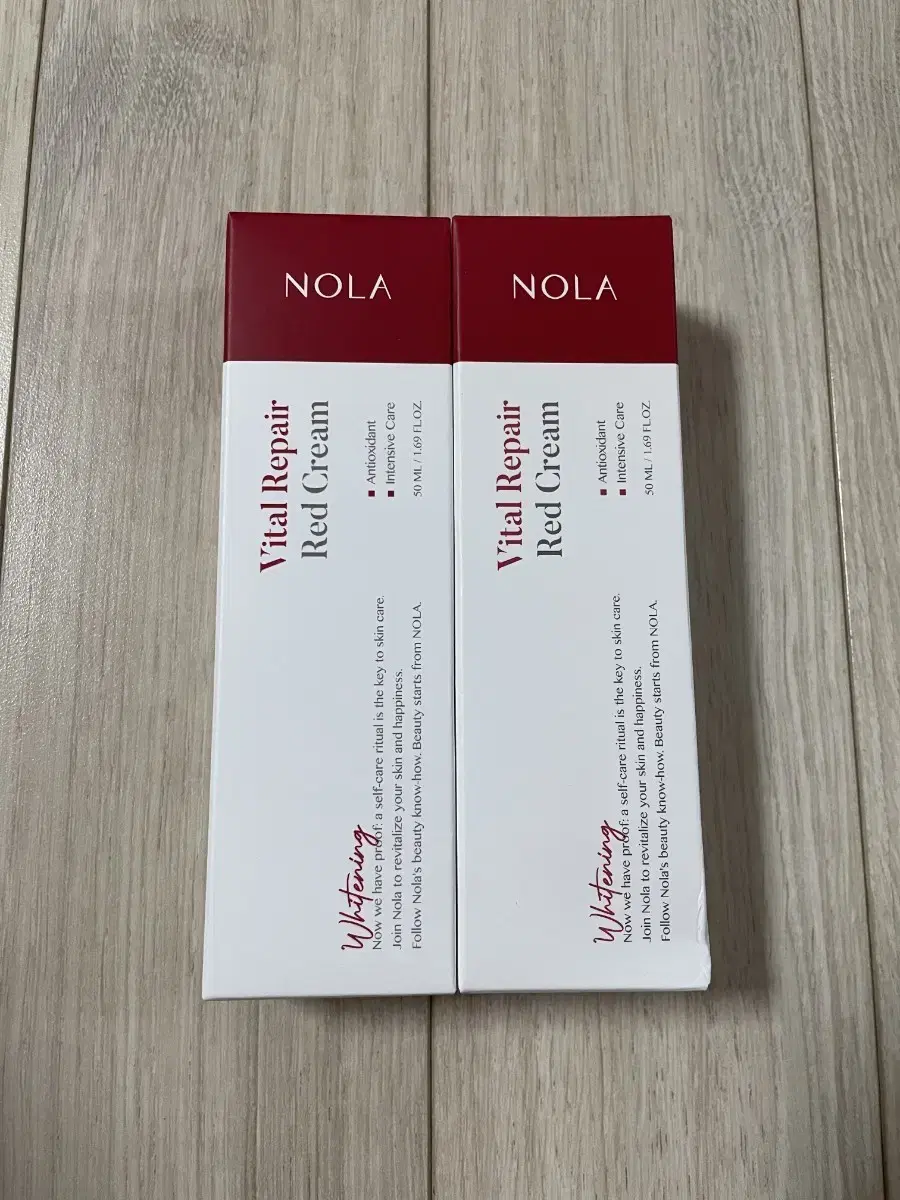 NOLA
Vital Repair
Red Cream
Antioxidant
Intensive Care
50 ML / 1.69 FL.OZ.
Whitening
Now we have proof: a self-care ritual is the key to skin care.
Join Nola to revitalize your skin and happiness.
Follow Nola's beauty know-how. Beauty starts from NOLA.
NOLA
Vital Repair
Red Cream
Antioxidant
Intensive Care
50 ML / 1.69 FL.OZ.
Whitening
Now we have proof: a self-care ritual is the key to skin care.
Join Nola to revitalize your skin and happiness.
Follow Nola's beauty know-how. Beauty starts from NOLA.